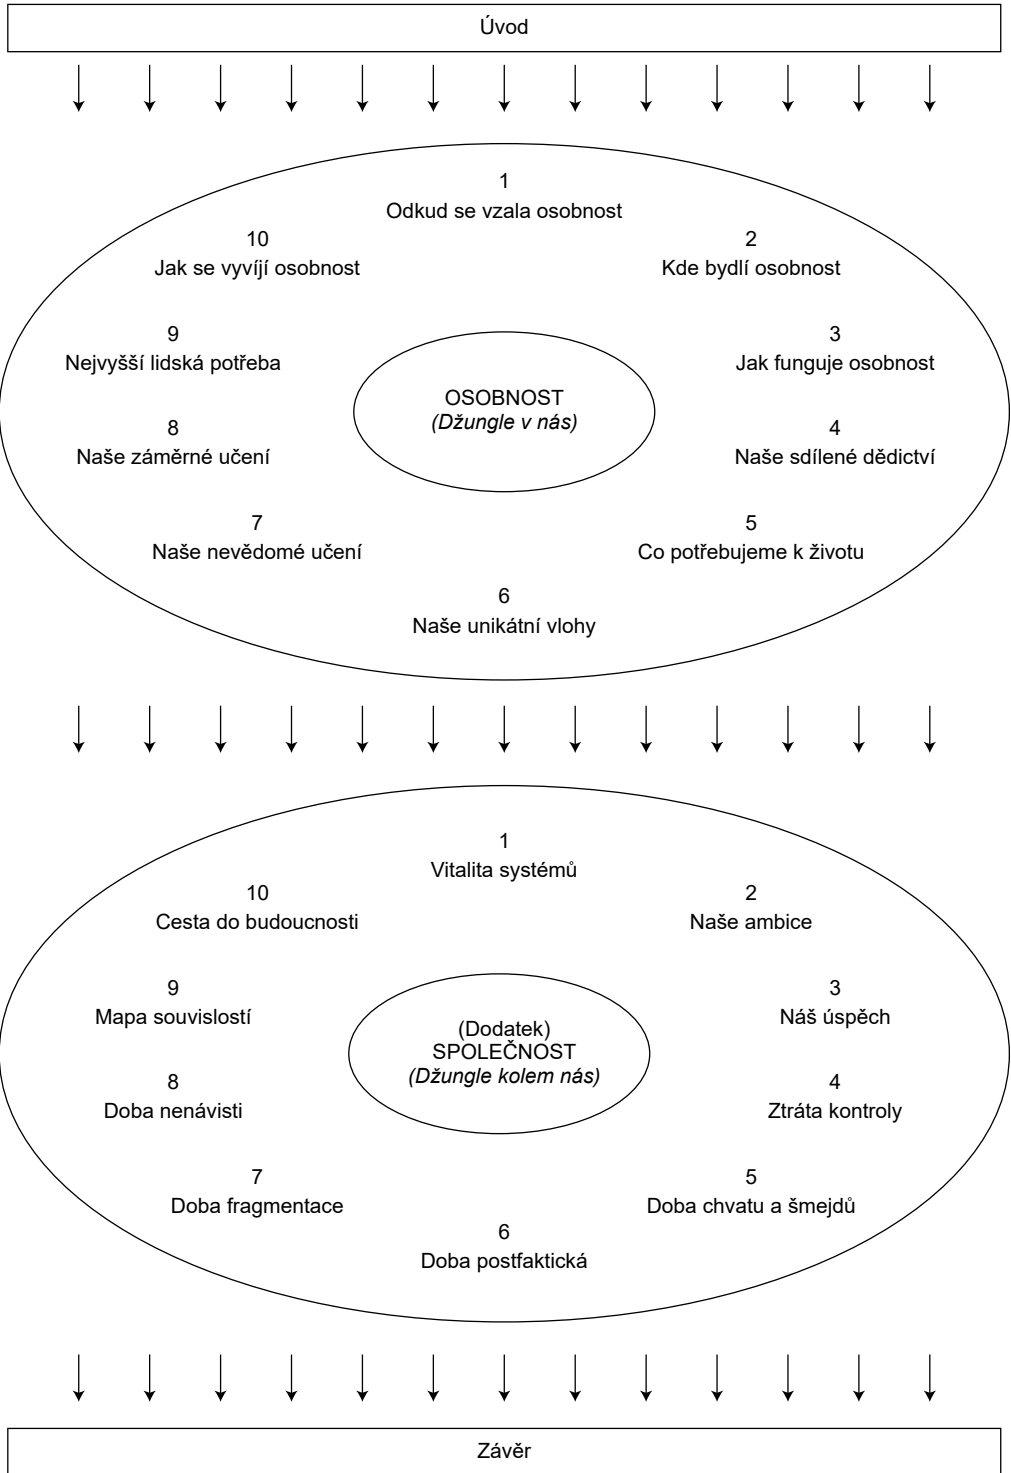 Úvod
1
Odkud se vzala osobnost
2
Kde bydlí osobnost
3
Jak funguje osobnost
4
Naše sdílené dědictví
5
Co potřebujeme k životu
6
Naše unikátní vlohy
7
Naše nevědomé učení
8
Naše záměrné učení
9
Nejvyšší lidská potřeba
10
Jak se vyvíjí osobnost
OSOBNOST
(Džungle v nás)
1
Vitalita systémů
2
Naše ambice
3
Náš úspěch
4
Ztráta kontroly
5
Doba chvatu a šmejdů
6
Doba postfaktická
7
Doba fragmentace
8
Doba nenávisti
9
Mapa souvislostí
10
Cesta do budoucnosti
(Dodatek)
SPOLEČNOST
(Džungle kolem nás)
Závěr